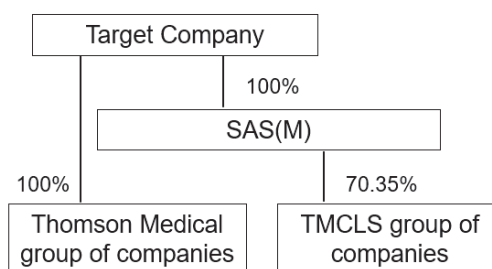 Target Company
100%
SAS(M)
100%
70.35%
Thomson Medical
group of companies
TMCLS group of
companies